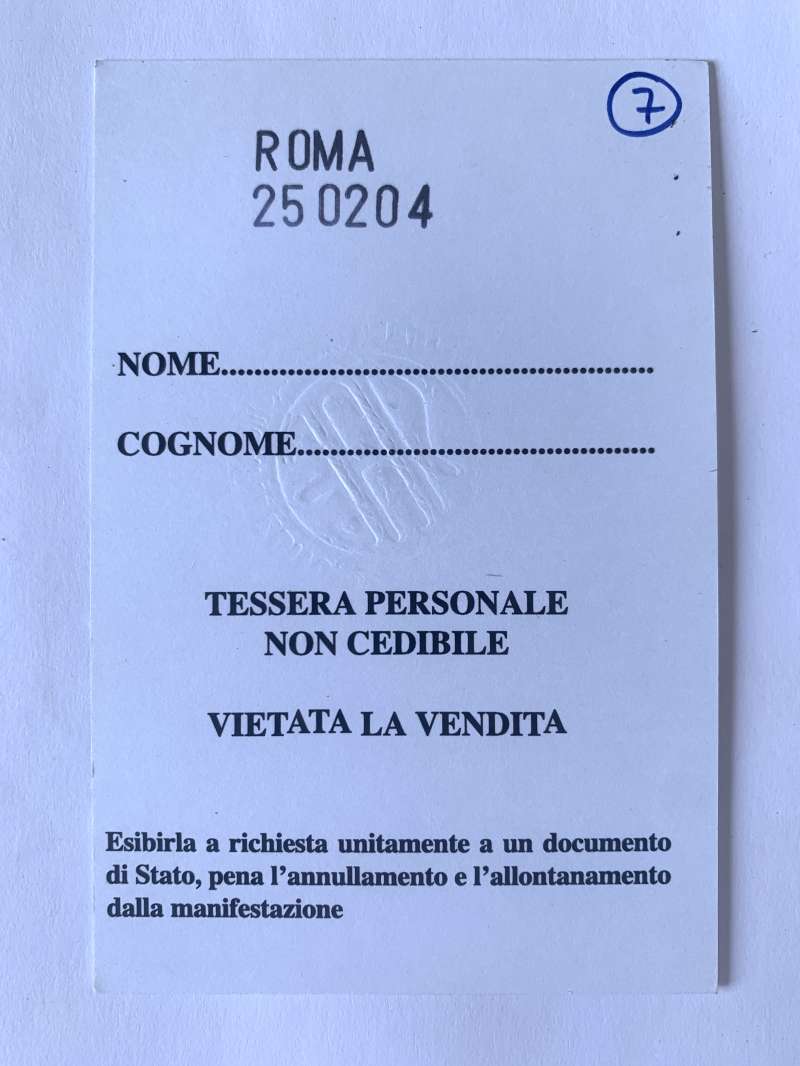 7
ROMA
250204
NOME....................................................
COGNOME...........................................
TESSERA PERSONALE
NON CEDIBILE
VIETATA LA VENDITA
Esibirla a richiesta unitamente a un documento
di Stato, pena l'annullamento e l'allontanamento
dalla manifestazione